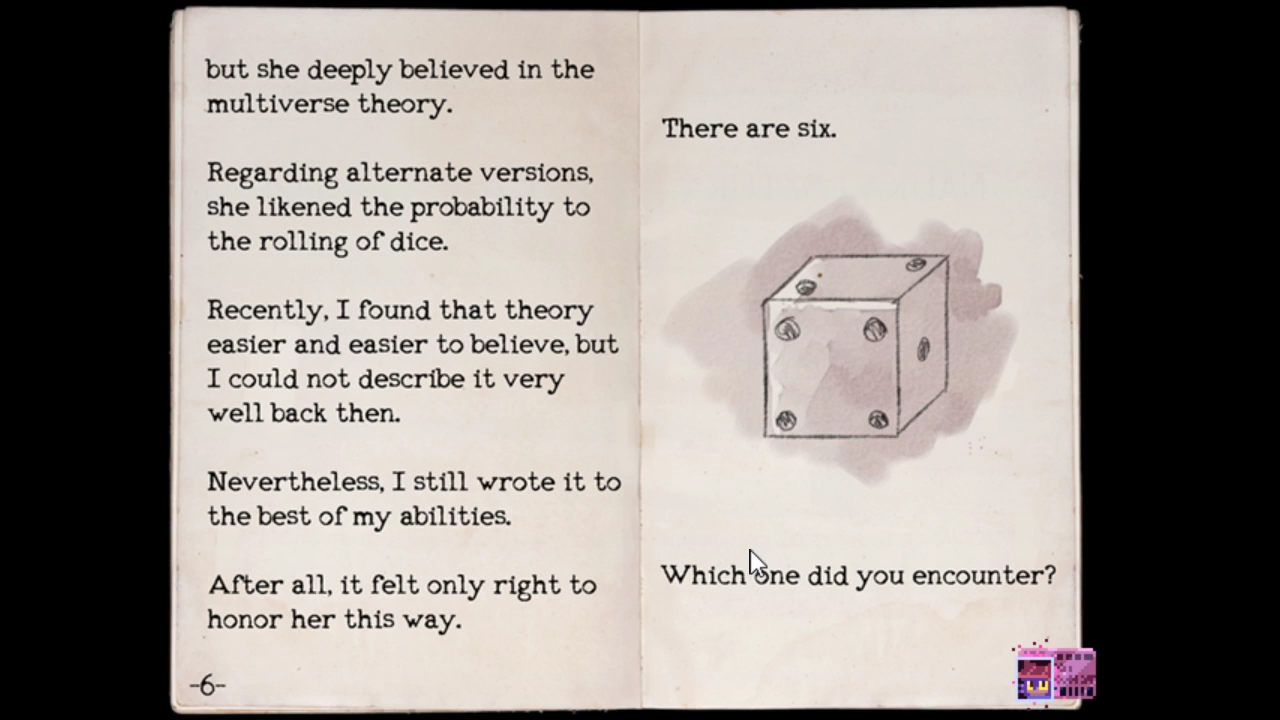 but she deeply believed in the
multiverse theory.
Regarding alternate versions,
she likened the probability to
the rolling of dice.
Recently, I found that theory
easier and easier to believe, but
I could not describe it very
well back then.
Nevertheless, I still wrote it to
the best of my abilities.
After all, it felt only right to
honor her this way.
-6-
There are six.
Which one did you encounter?